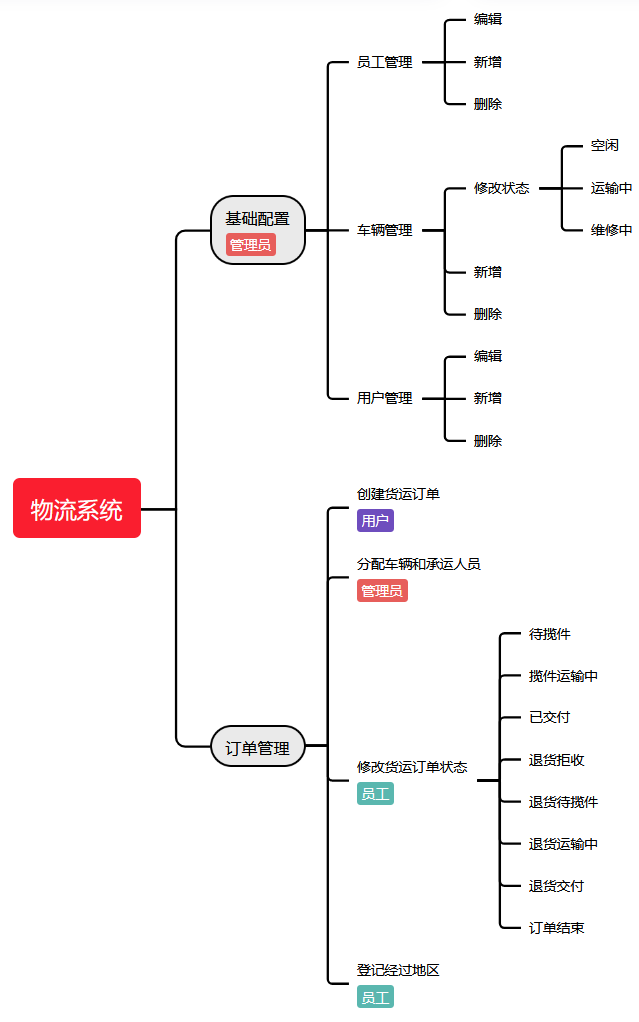 物流系统
基础配置
管理员
员工管理
编辑
新增
删除
车辆管理
修改状态
空闲
运输中
维修中
新增
删除
用户管理
编辑
新增
删除
订单管理
创建货运订单
用户
分配车辆和承运人员
管理员
修改货运订单状态
员工
待揽件
揽件运输中
已交付
退货拒收
退货待揽件
退货运输中
退货交付
订单结束
登记经过地区
员工